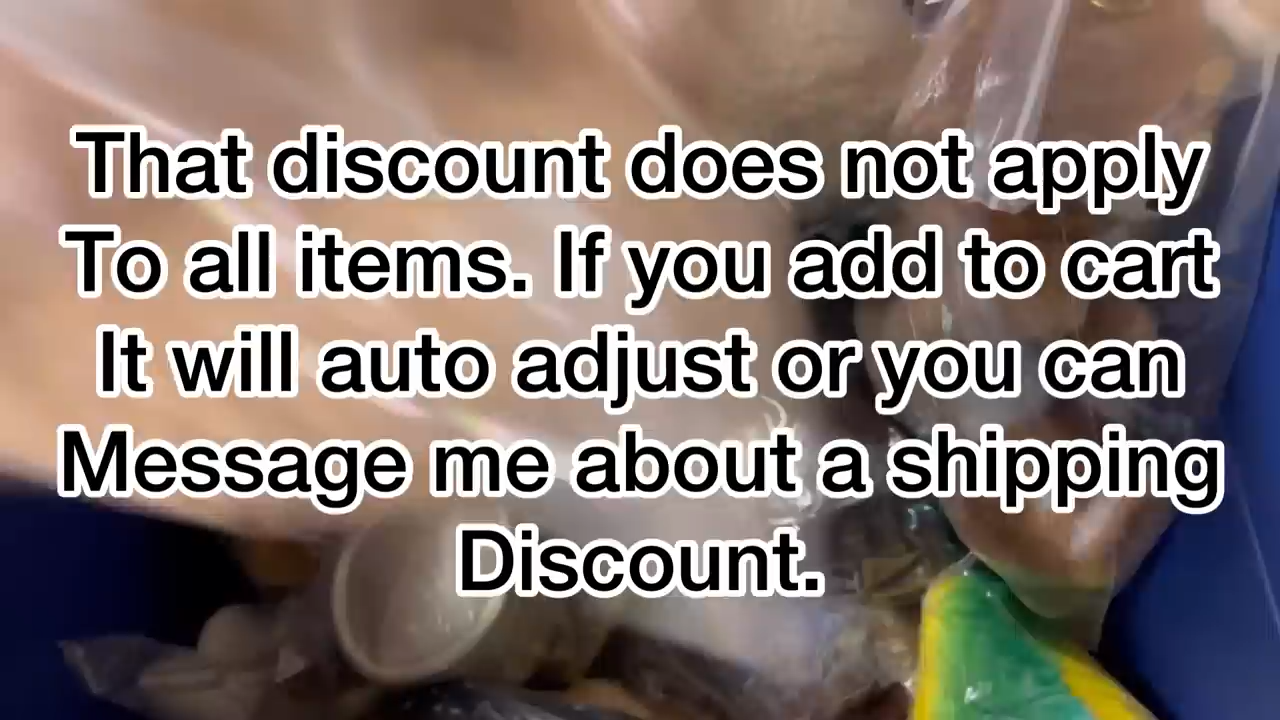 That discount does not apply
To all items. If you add to cart
It will auto adjust or you can
Message me about a shipping
Discount.